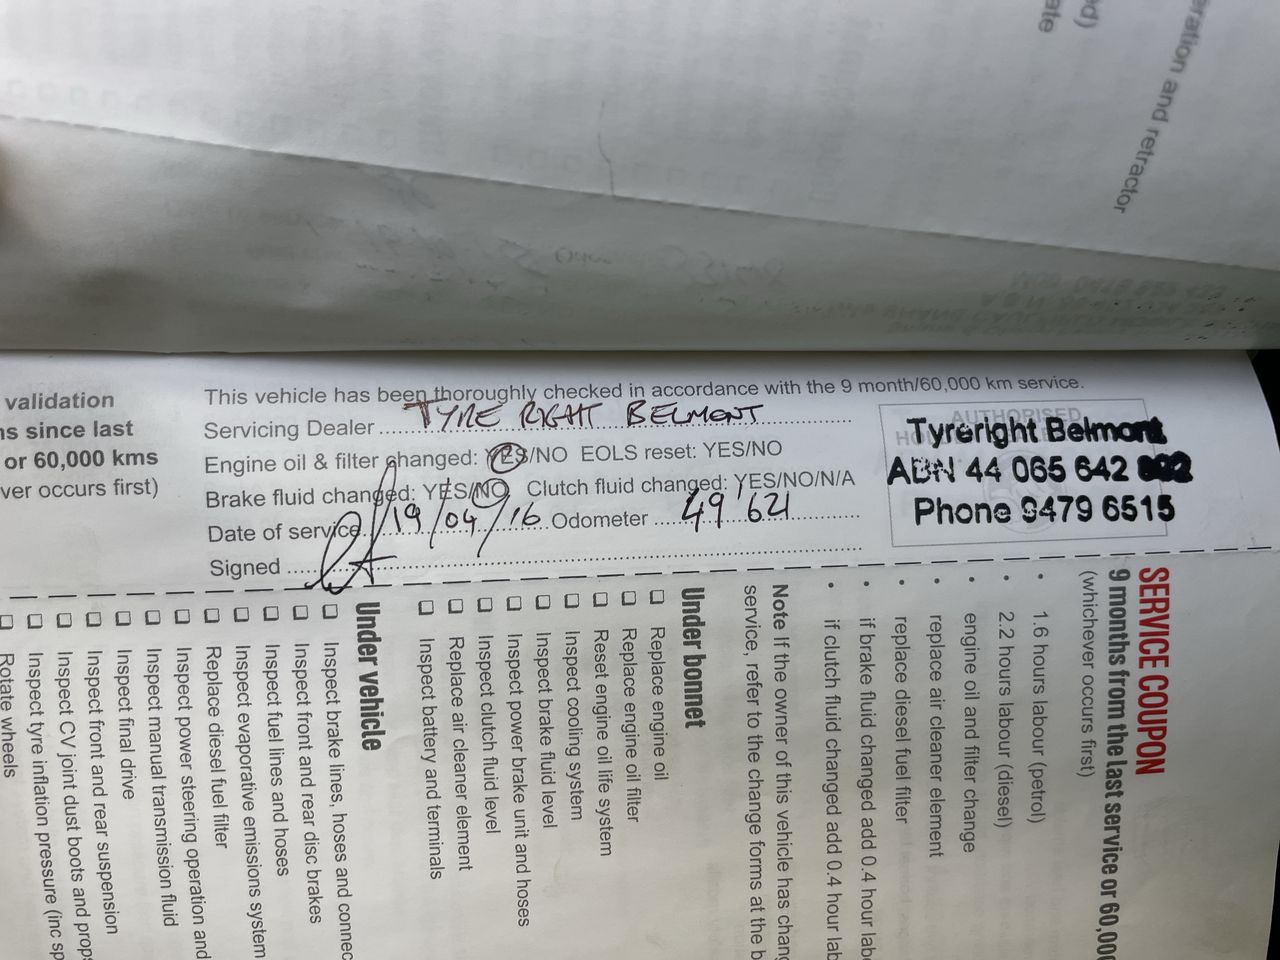 eration and retractor
ed)
ate
validation
ns since last
or 60,000 kms
ver occurs first)
This vehicle has been thoroughly checked in accordance with the 9 month/60,000 km service.
Servicing Dealer TYRE RIGHT BELMONT
Engine oil & filter changed: YES/NO EOLS reset: YES/NO
Brake fluid changed: YES/NO Clutch fluid changed: YES/NO/N/A
Date of service 19/04/16 Odometer 49 621
Signed
AUTHORISED
Tyreright Belmont
ABN 44 065 642
Phone 9479 6515
SERVICE COUPON
9 months from the last service or 60,00
(whichever occurs first)
• 1.6 hours labour (petrol)
• 2.2 hours labour (diesel)
• engine oil and filter change
• replace air cleaner element
• replace diesel fuel filter
• if brake fluid changed add 0.4 hour labo
• if clutch fluid changed add 0.4 hour lab
Note If the owner of this vehicle has chang
service, refer to the change forms at the b
Under bonnet
❏ Replace engine oil
❏ Replace engine oil filter
❏ Reset engine oil life system
❏ Inspect cooling system
❏ Inspect brake fluid level
❏ Inspect power brake unit and hoses
❏ Inspect clutch fluid level
❏ Replace air cleaner element
❏ Inspect battery and terminals
Under vehicle
❏ Inspect brake lines, hoses and connec
❏ Inspect front and rear disc brakes
❏ Inspect fuel lines and hoses
❏ Inspect evaporative emissions system
❏ Replace diesel fuel filter
❏ Inspect power steering operation and
❏ Inspect manual transmission fluid
❏ Inspect final drive
❏ Inspect front and rear suspension
❏ Inspect CV joint dust boots and props
❏ Inspect tyre inflation pressure (inc sp
❏ Rotate wheels